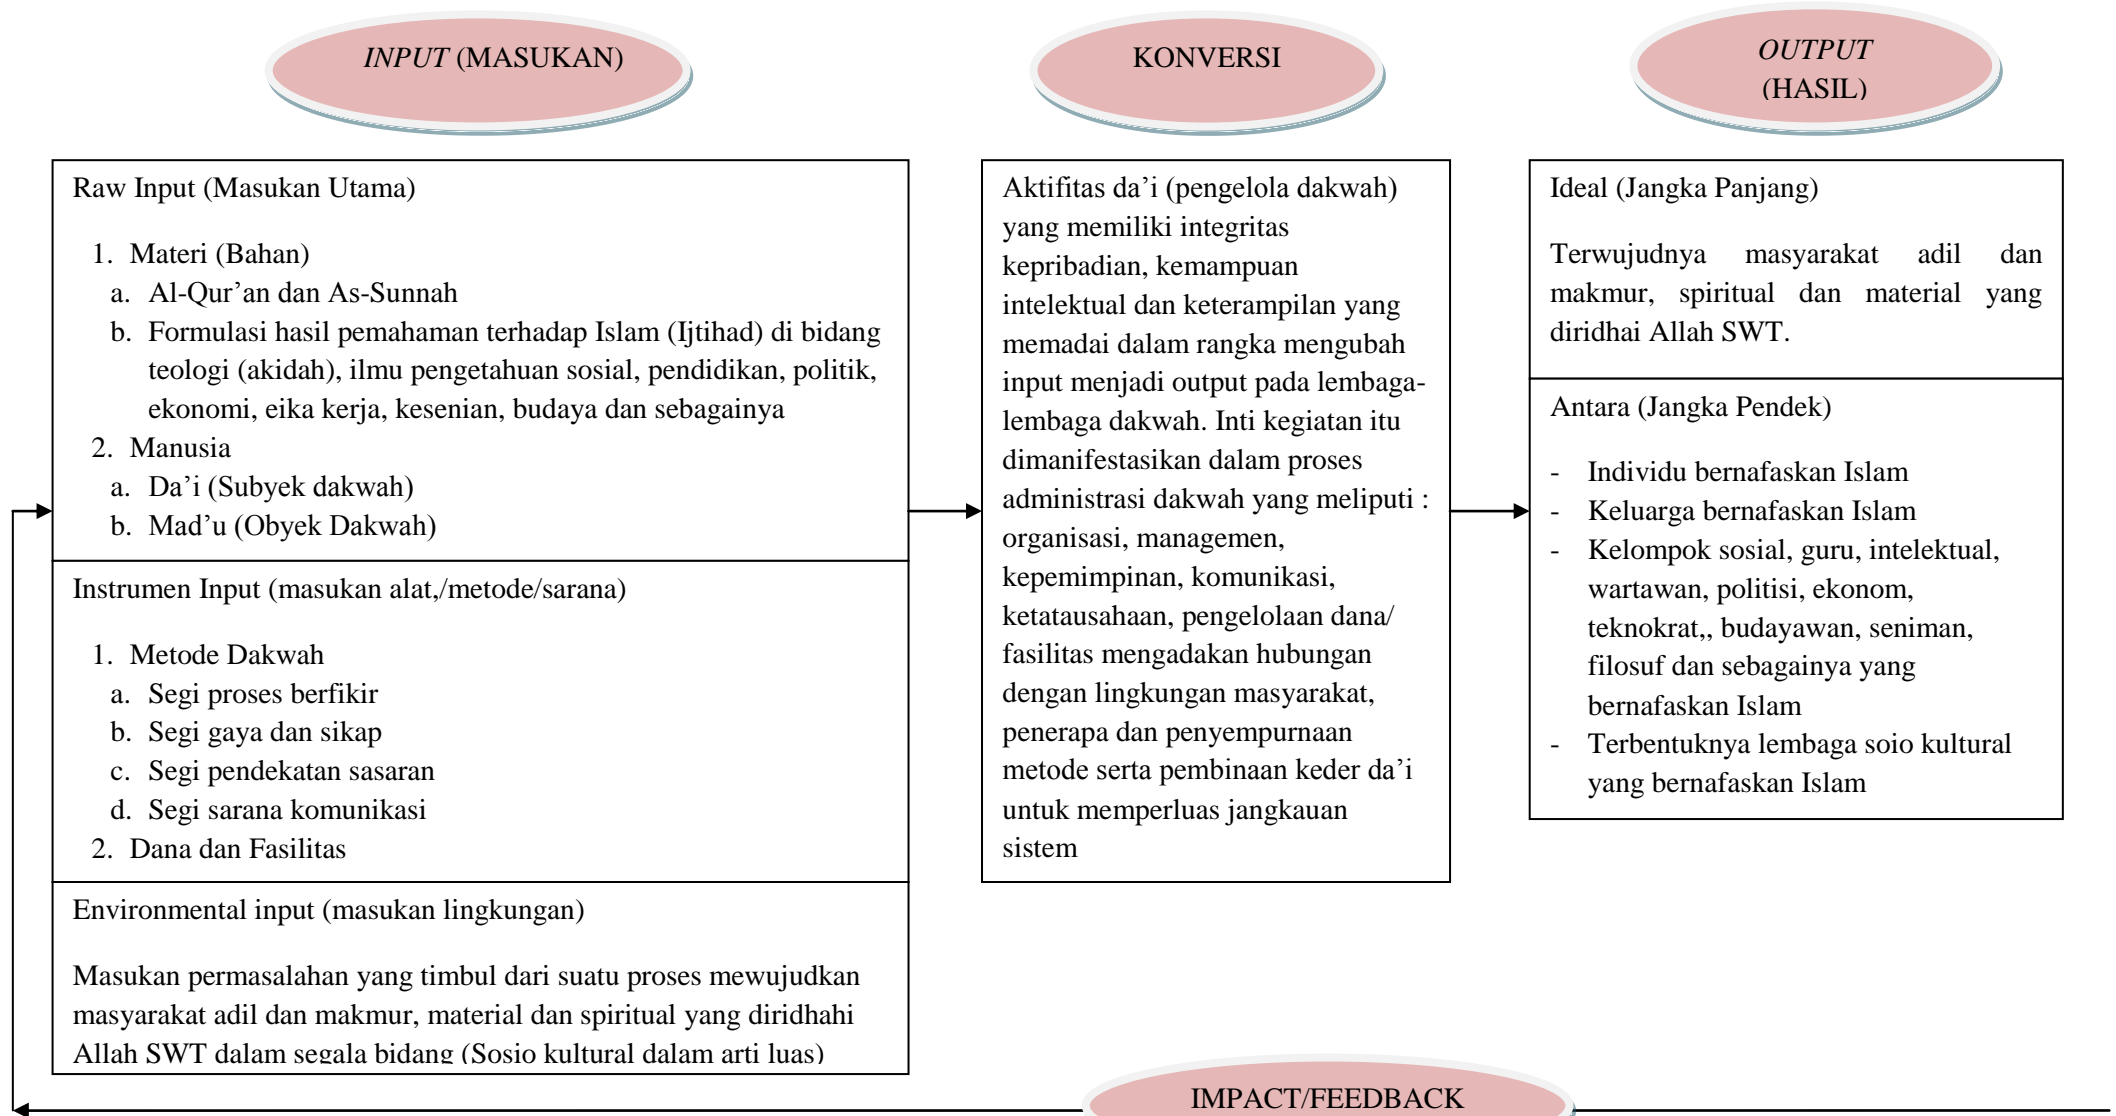 INPUT (MASUKAN)
KONVERSI
OUTPUT
(HASIL)
Raw Input (Masukan Utama)
1. Materi (Bahan)
a. Al-Qur’an dan As-Sunnah
b. Formulasi hasil pemahaman terhadap Islam (Ijtihad) di bidang
teologi (akidah), ilmu pengetahuan sosial, pendidikan, politik,
ekonomi, eika kerja, kesenian, budaya dan sebagainya
2. Manusia
a. Da’i (Subyek dakwah)
b. Mad’u (Obyek Dakwah)
Instrumen Input (masukan alat,/metode/sarana)
1. Metode Dakwah
a. Segi proses berfikir
b. Segi gaya dan sikap
c. Segi pendekatan sasaran
d. Segi sarana komunikasi
2. Dana dan Fasilitas
Environmental input (masukan lingkungan)
Masukan permasalahan yang timbul dari suatu proses mewujudkan
masyarakat adil dan makmur, material dan spiritual yang diridhahi
Allah SWT dalam segala bidang (Sosio kultural dalam arti luas)
Aktifitas da’i (pengelola dakwah)
yang memiliki integritas
kepribadian, kemampuan
intelektual dan keterampilan yang
memadai dalam rangka mengubah
input menjadi output pada lembaga-
lembaga dakwah. Inti kegiatan itu
dimanifestasikan dalam proses
administrasi dakwah yang meliputi :
organisasi, managemen,
kepemimpinan, komunikasi,
ketatausahaan, pengelolaan dana/
fasilitas mengadakan hubungan
dengan lingkungan masyarakat,
penerapa dan penyempurnaan
metode serta pembinaan keder da’i
untuk memperluas jangkauan
sistem
Ideal (Jangka Panjang)
Terwujudnya masyarakat adil dan
makmur, spiritual dan material yang
diridhai Allah SWT.
Antara (Jangka Pendek)
- Individu bernafaskan Islam
- Keluarga bernafaskan Islam
- Kelompok sosial, guru, intelektual,
wartawan, politisi, ekonom,
teknokrat,, budayawan, seniman,
filosuf dan sebagainya yang
bernafaskan Islam
- Terbentuknya lembaga soio kultural
yang bernafaskan Islam
IMPACT/FEEDBACK